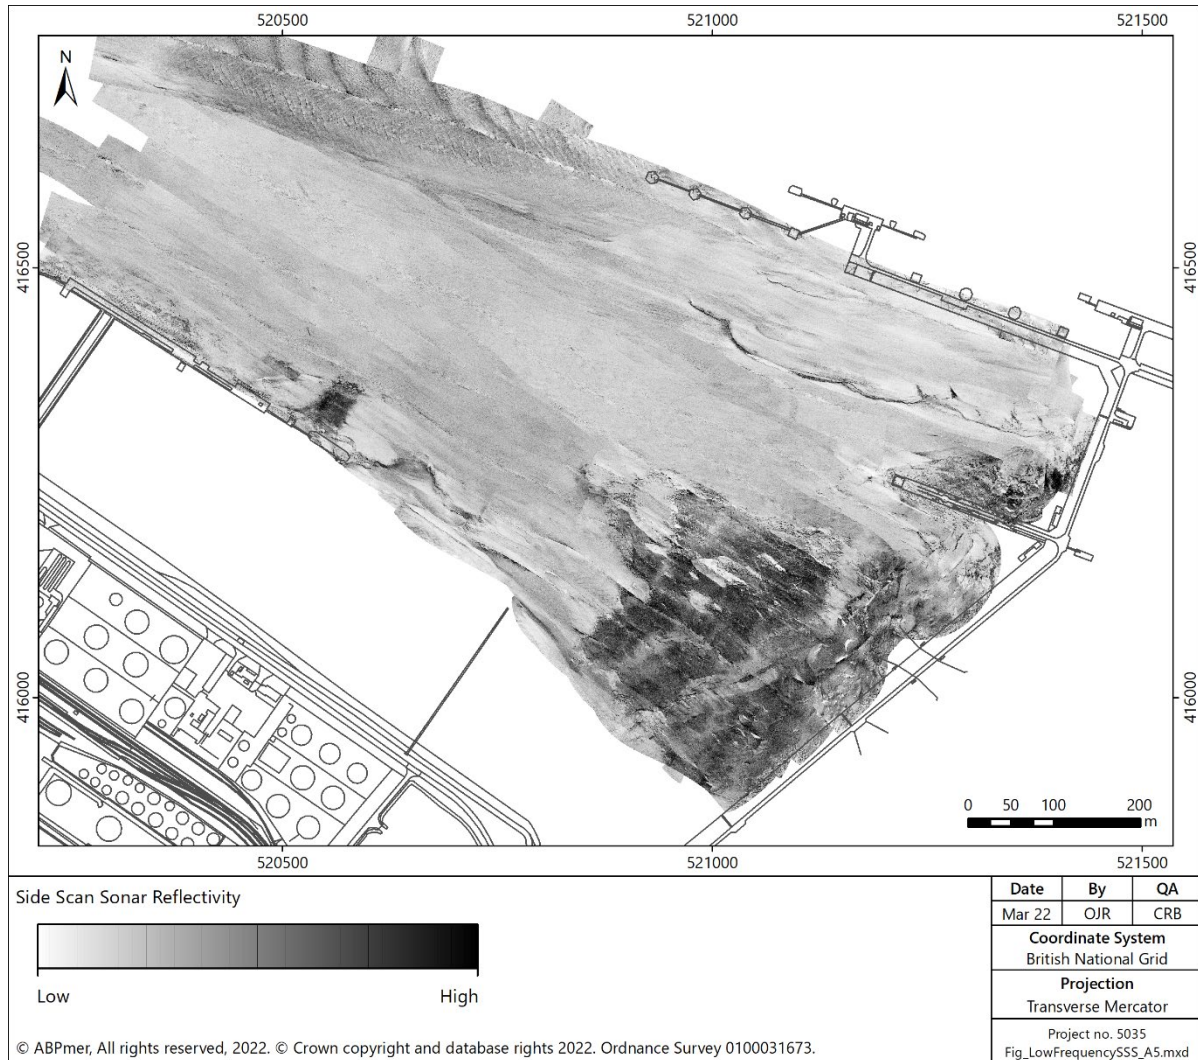 520500 521000 521500
N
416500 416500
416000 416000
0 50 100 200
m
520500 521000 521500
Side Scan Sonar Reflectivity
Low High
© ABPmer, All rights reserved, 2022. © Crown copyright and database rights 2022. Ordnance Survey 0100031673.
Date By QA
Mar 22 OJR CRB
Coordinate System
British National Grid
Projection
Transverse Mercator
Project no. 5035
Fig_LowFrequencySSS_A5.mxd